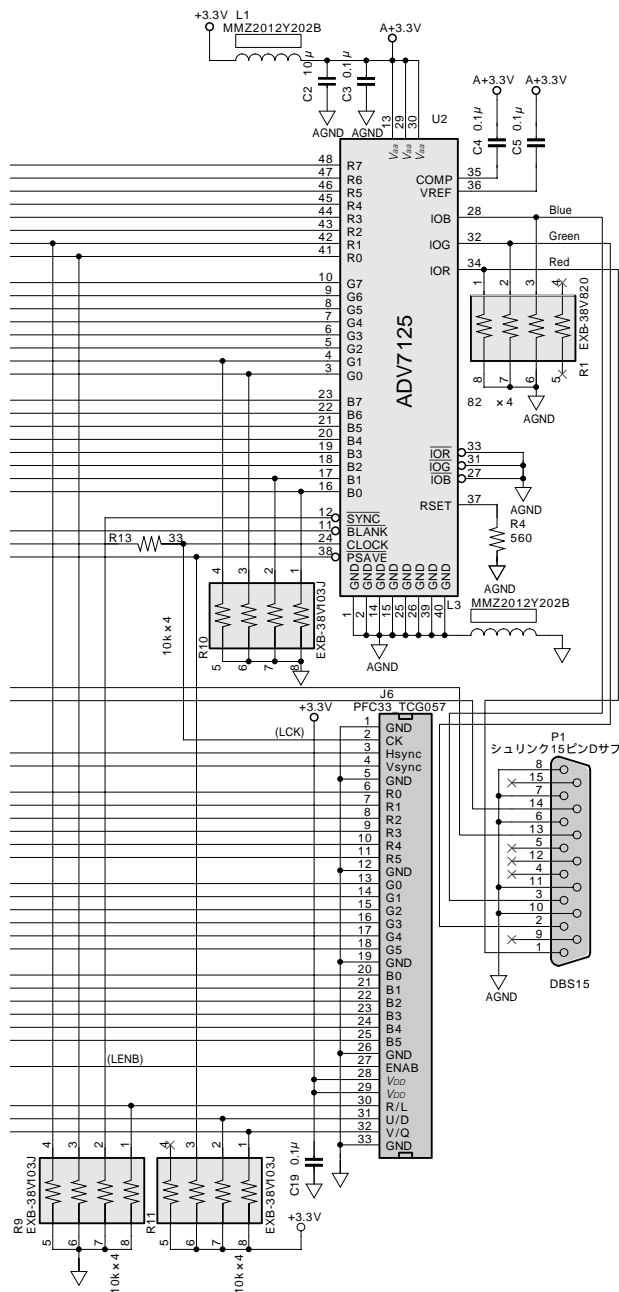 +3.3V
L1
MMZ2012Y202B
A+3.3V
C2 10μ
C3 0.1μ
AGND
AGND
A+3.3V
A+3.3V
C4 0.1μ
C5 0.1μ
U2
13
29
30
Vaa
Vaa
Vaa
ADV7125
48 R7
47 R6
46 R5
45 R4
44 R3
43 R2
42 R1
41 R0
10 G7
9 G6
8 G5
7 G4
6 G3
5 G2
4 G1
3 G0
23 B7
22 B6
21 B5
20 B4
19 B3
18 B2
17 B1
16 B0
12 SYNC
11 BLANK
24 CLOCK
38 PSAVE
COMP 35
VREF 36
IOB 28 Blue
IOG 32 Green
IOR 34 Red
1 2 3 4
EXB-38V820
R1
8 7 6 5
82 ×4
AGND
IOR 33
IOG 31
IOB 27
AGND
RSET 37
R4
560
AGND
GND GND GND GND GND GND GND GND
1 2 14 15 25 26 39 40
AGND
L3
MMZ2012Y202B
R13 33
4 3 2 1
EXB-38V103J
R10
10k×4
5 6 7 8
+3.3V
J6
PFC33_TCG057
(LCK)
1 GND
2 CK
3 Hsync
4 Vsync
5 GND
6 R0
7 R1
8 R2
9 R3
10 R4
11 R5
12 GND
13 G0
14 G1
15 G2
16 G3
17 G4
18 G5
19 GND
20 B0
21 B1
22 B2
23 B3
24 B4
25 B5
26 GND
(LENB)
27 ENAB
28 VDD
29 VDD
30 R/L
31 U/D
32 V/Q
33 GND
P1
シュリンク15ピンDサブ
8
15
7
14
6
13
5
12
4
11
3
10
2
9
1
AGND
DBS15
4 3 2 1
EXB-38V103J
R9
5 6 7 8
10k×4
4 3 2 1
EXB-38V103J
R11
5 6 7 8
10k×4
C19 0.1μ
+3.3V